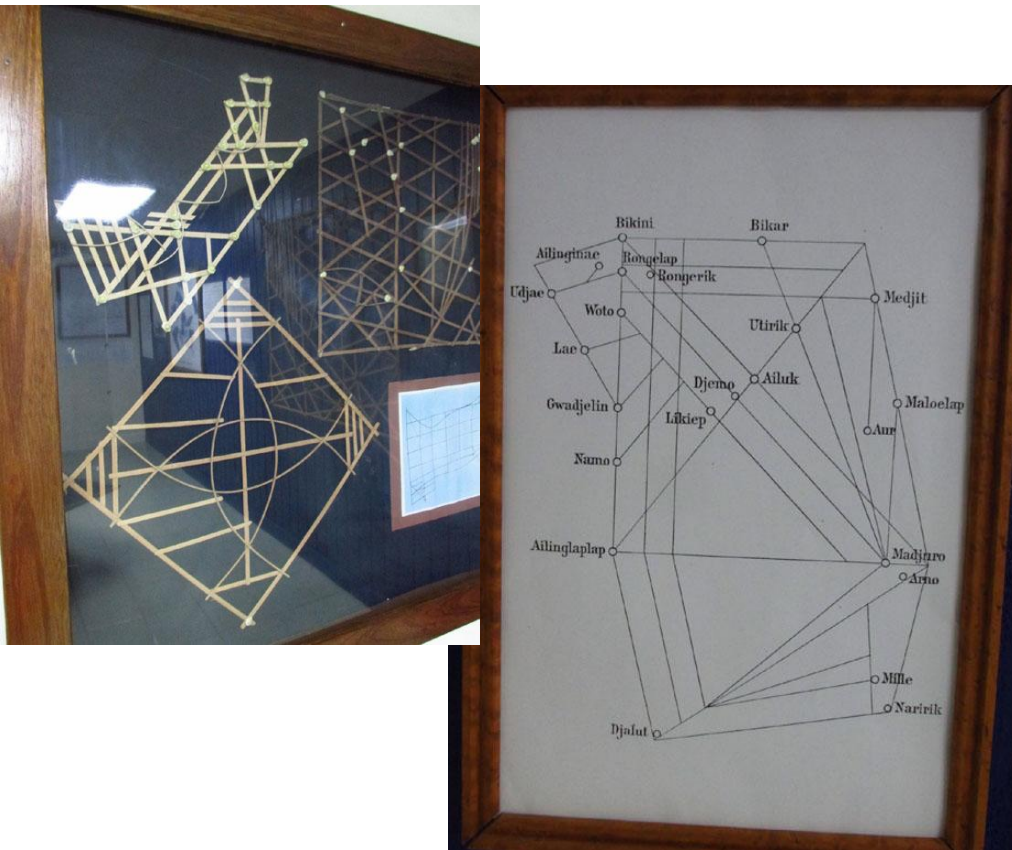 Bikini
Bikar
Ailinginae
Rongelap
Rongerik
Udjae
Medjit
Woto
Utirik
Lae
Ailuk
Djemo
Gwadjelin
Likiep
Maloelap
Aur
Namo
Ailinglaplap
Madjuro
Arno
Mille
Naririk
Djalut